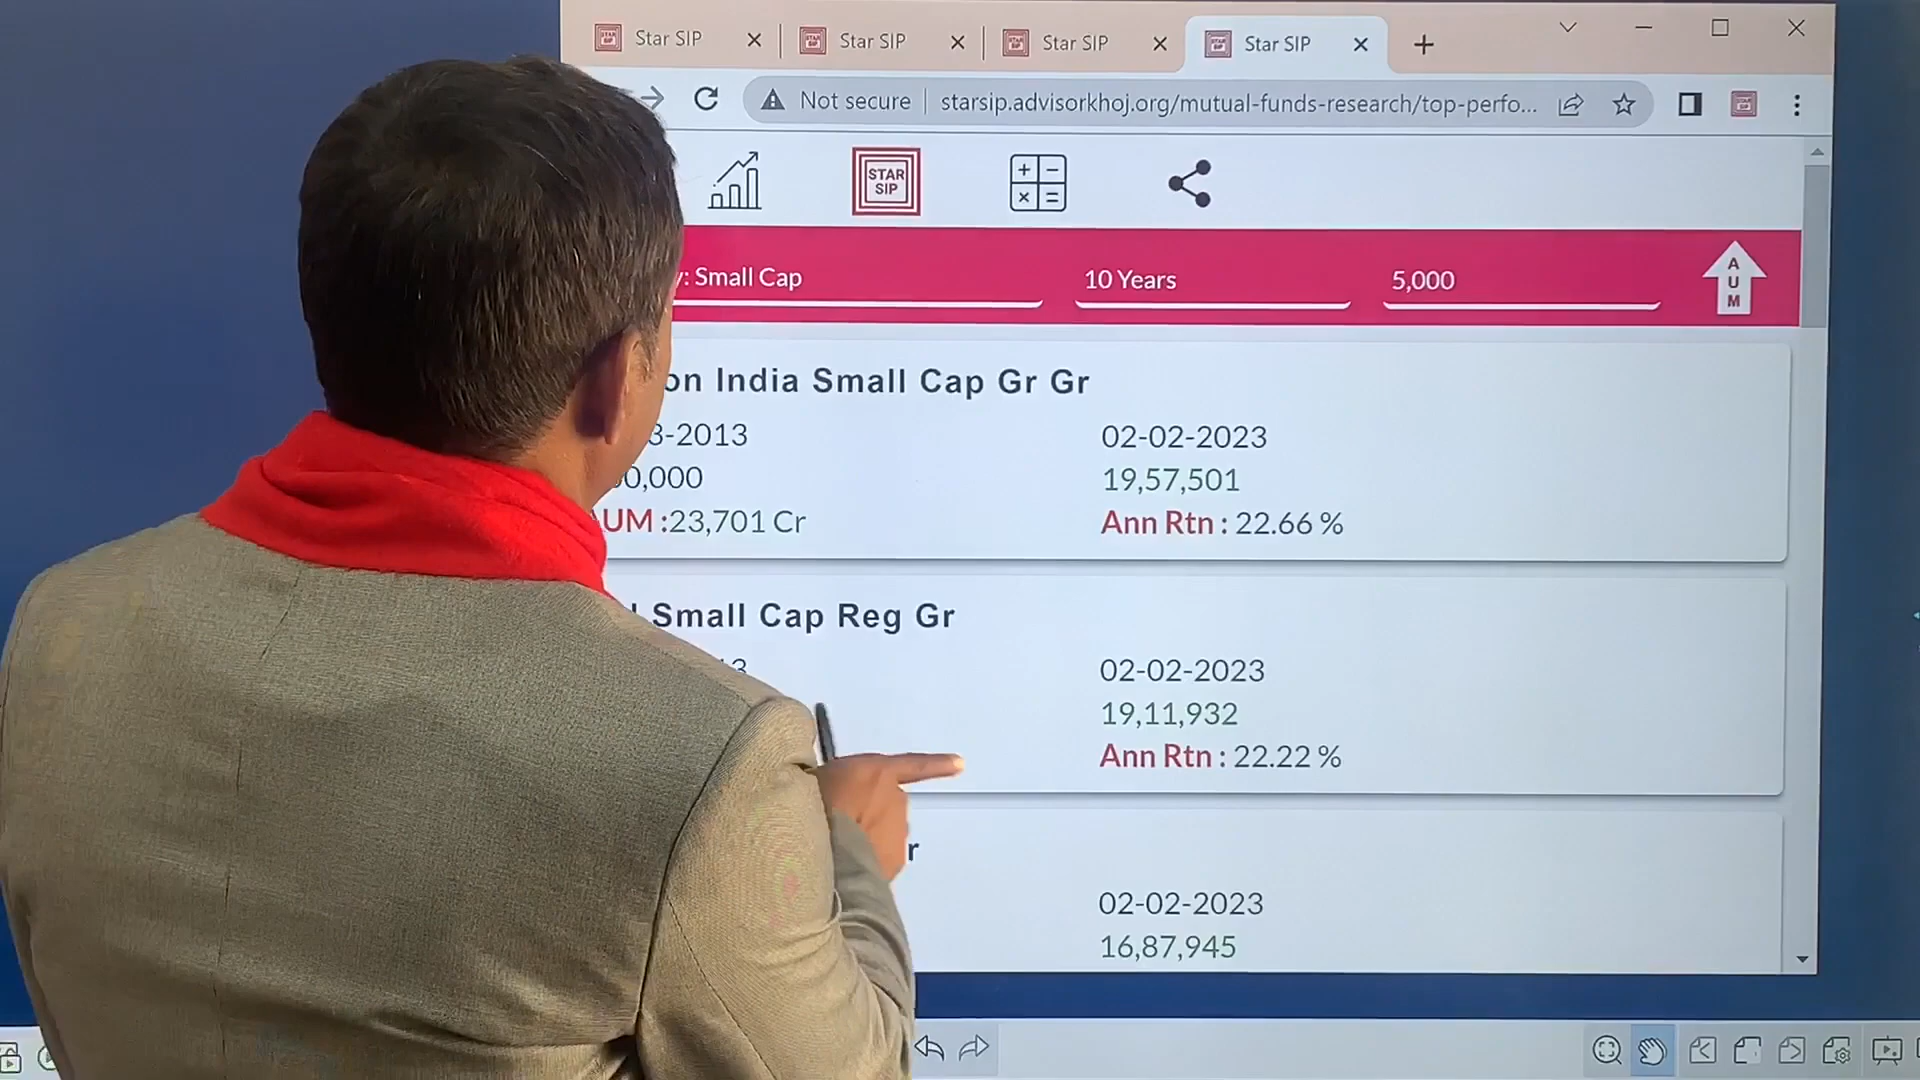 Star SIP Star SIP Star SIP Star SIP
Not secure starsip.advisorkhoj.org/mutual-funds-research/top-perfo...
STAR SIP
y: Small Cap 10 Years 5,000 AUM
on India Small Cap Gr Gr
3-2013 02-02-2023
00,000 19,57,501
AUM :23,701 Cr Ann Rtn : 22.66 %
Small Cap Reg Gr
02-02-2023
19,11,932
Ann Rtn : 22.22 %
02-02-2023
16,87,945